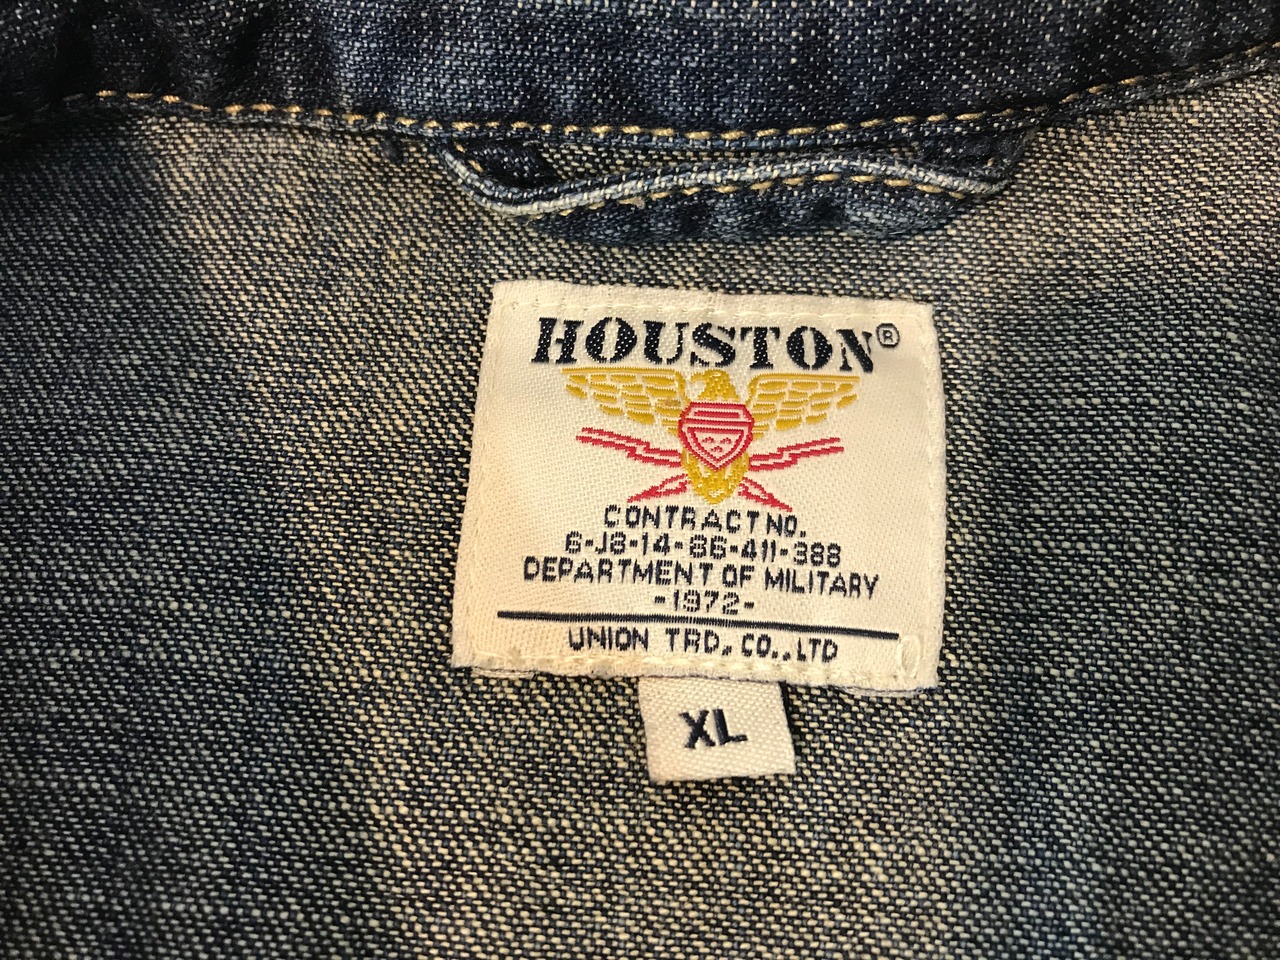 HOUSTON®
CONTRACT NO.
6-J8-14-86-411-388
DEPARTMENT OF MILITARY
-1972-
UNION TRD. CO.,LTD
XL